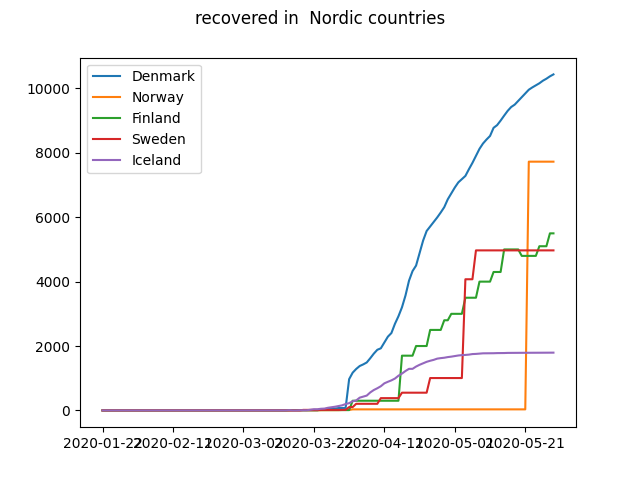 recovered in  Nordic countries
Denmark
Norway
Finland
Sweden
Iceland
10000
8000
6000
4000
2000
0
2020-01-22 2020-02-11 2020-03-02 2020-03-22 2020-04-11 2020-05-01 2020-05-21